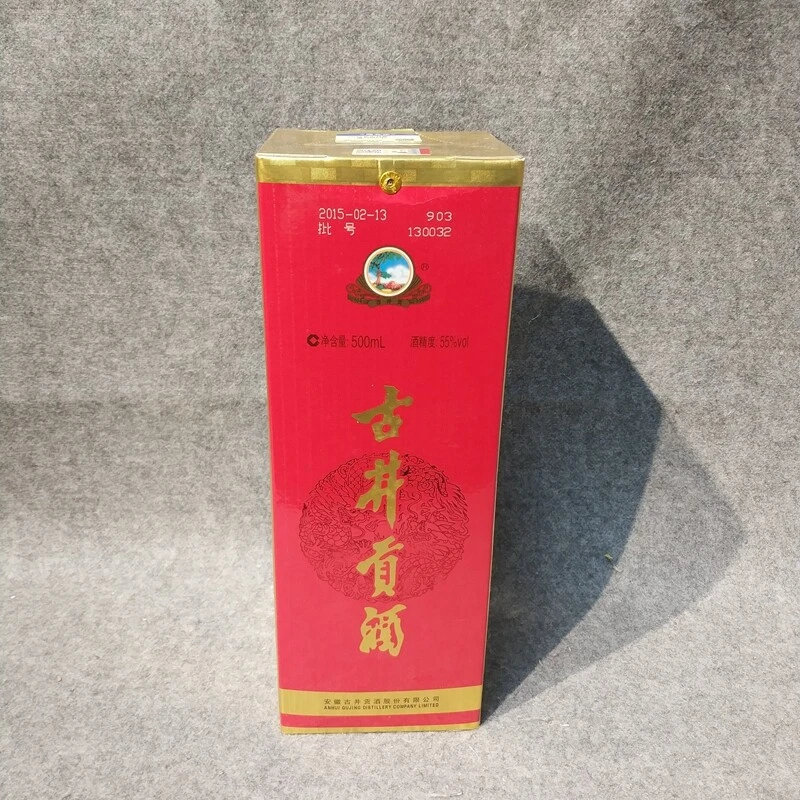 2015-02-13 903
批号 130032
®
净含量:500mL 酒精度:55%vol
古井贡酒
安徽古井贡酒股份有限公司
ANHUI GUJING DISTILLERY COMPANY LIMITED